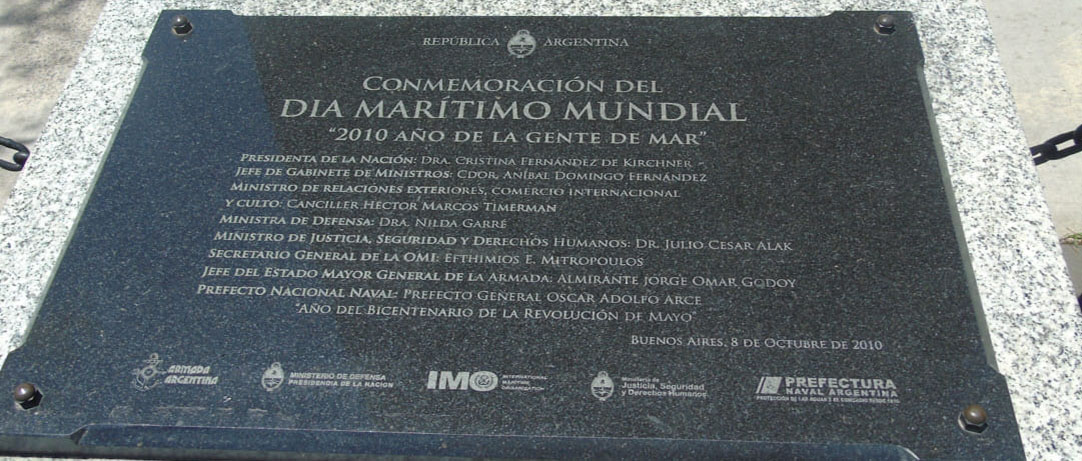 REPÚBLICA ARGENTINA
CONMEMORACIÓN DEL
DIA MARÍTIMO MUNDIAL
"2010 AÑO DE LA GENTE DE MAR"
PRESIDENTA DE LA NACIÓN: DRA. CRISTINA FERNÁNDEZ DE KIRCHNER
JEFE DE GABINETE DE MINISTROS: CDOR. ANÍBAL DOMINGO FERNÁNDEZ
MINISTRO DE RELACIONES EXTERIORES, COMERCIO INTERNACIONAL
Y CULTO: CANCILLER HÉCTOR MARCOS TIMERMAN
MINISTRA DE DEFENSA: DRA. NILDA GARRÉ
MINISTRO DE JUSTICIA, SEGURIDAD Y DERECHOS HUMANOS: DR. JULIO CESAR ALAK
SECRETARIO GENERAL DE LA OMI: EFTHIMIOS E. MITROPOULOS
JEFE DEL ESTADO MAYOR GENERAL DE LA ARMADA: ALMIRANTE JORGE OMAR GODOY
PREFECTO NACIONAL NAVAL: PREFECTO GENERAL OSCAR ADOLFO ARCE
"AÑO DEL BICENTENARIO DE LA REVOLUCIÓN DE MAYO"
BUENOS AIRES, 8 DE OCTUBRE DE 2010
ARMADA
ARGENTINA
MINISTERIO DE DEFENSA
PRESIDENCIA DE LA NACION
IMO
INTERNATIONAL
MARITIME
ORGANIZATION
Ministerio de
Justicia, Seguridad
y Derechos Humanos
PREFECTURA
NAVAL ARGENTINA